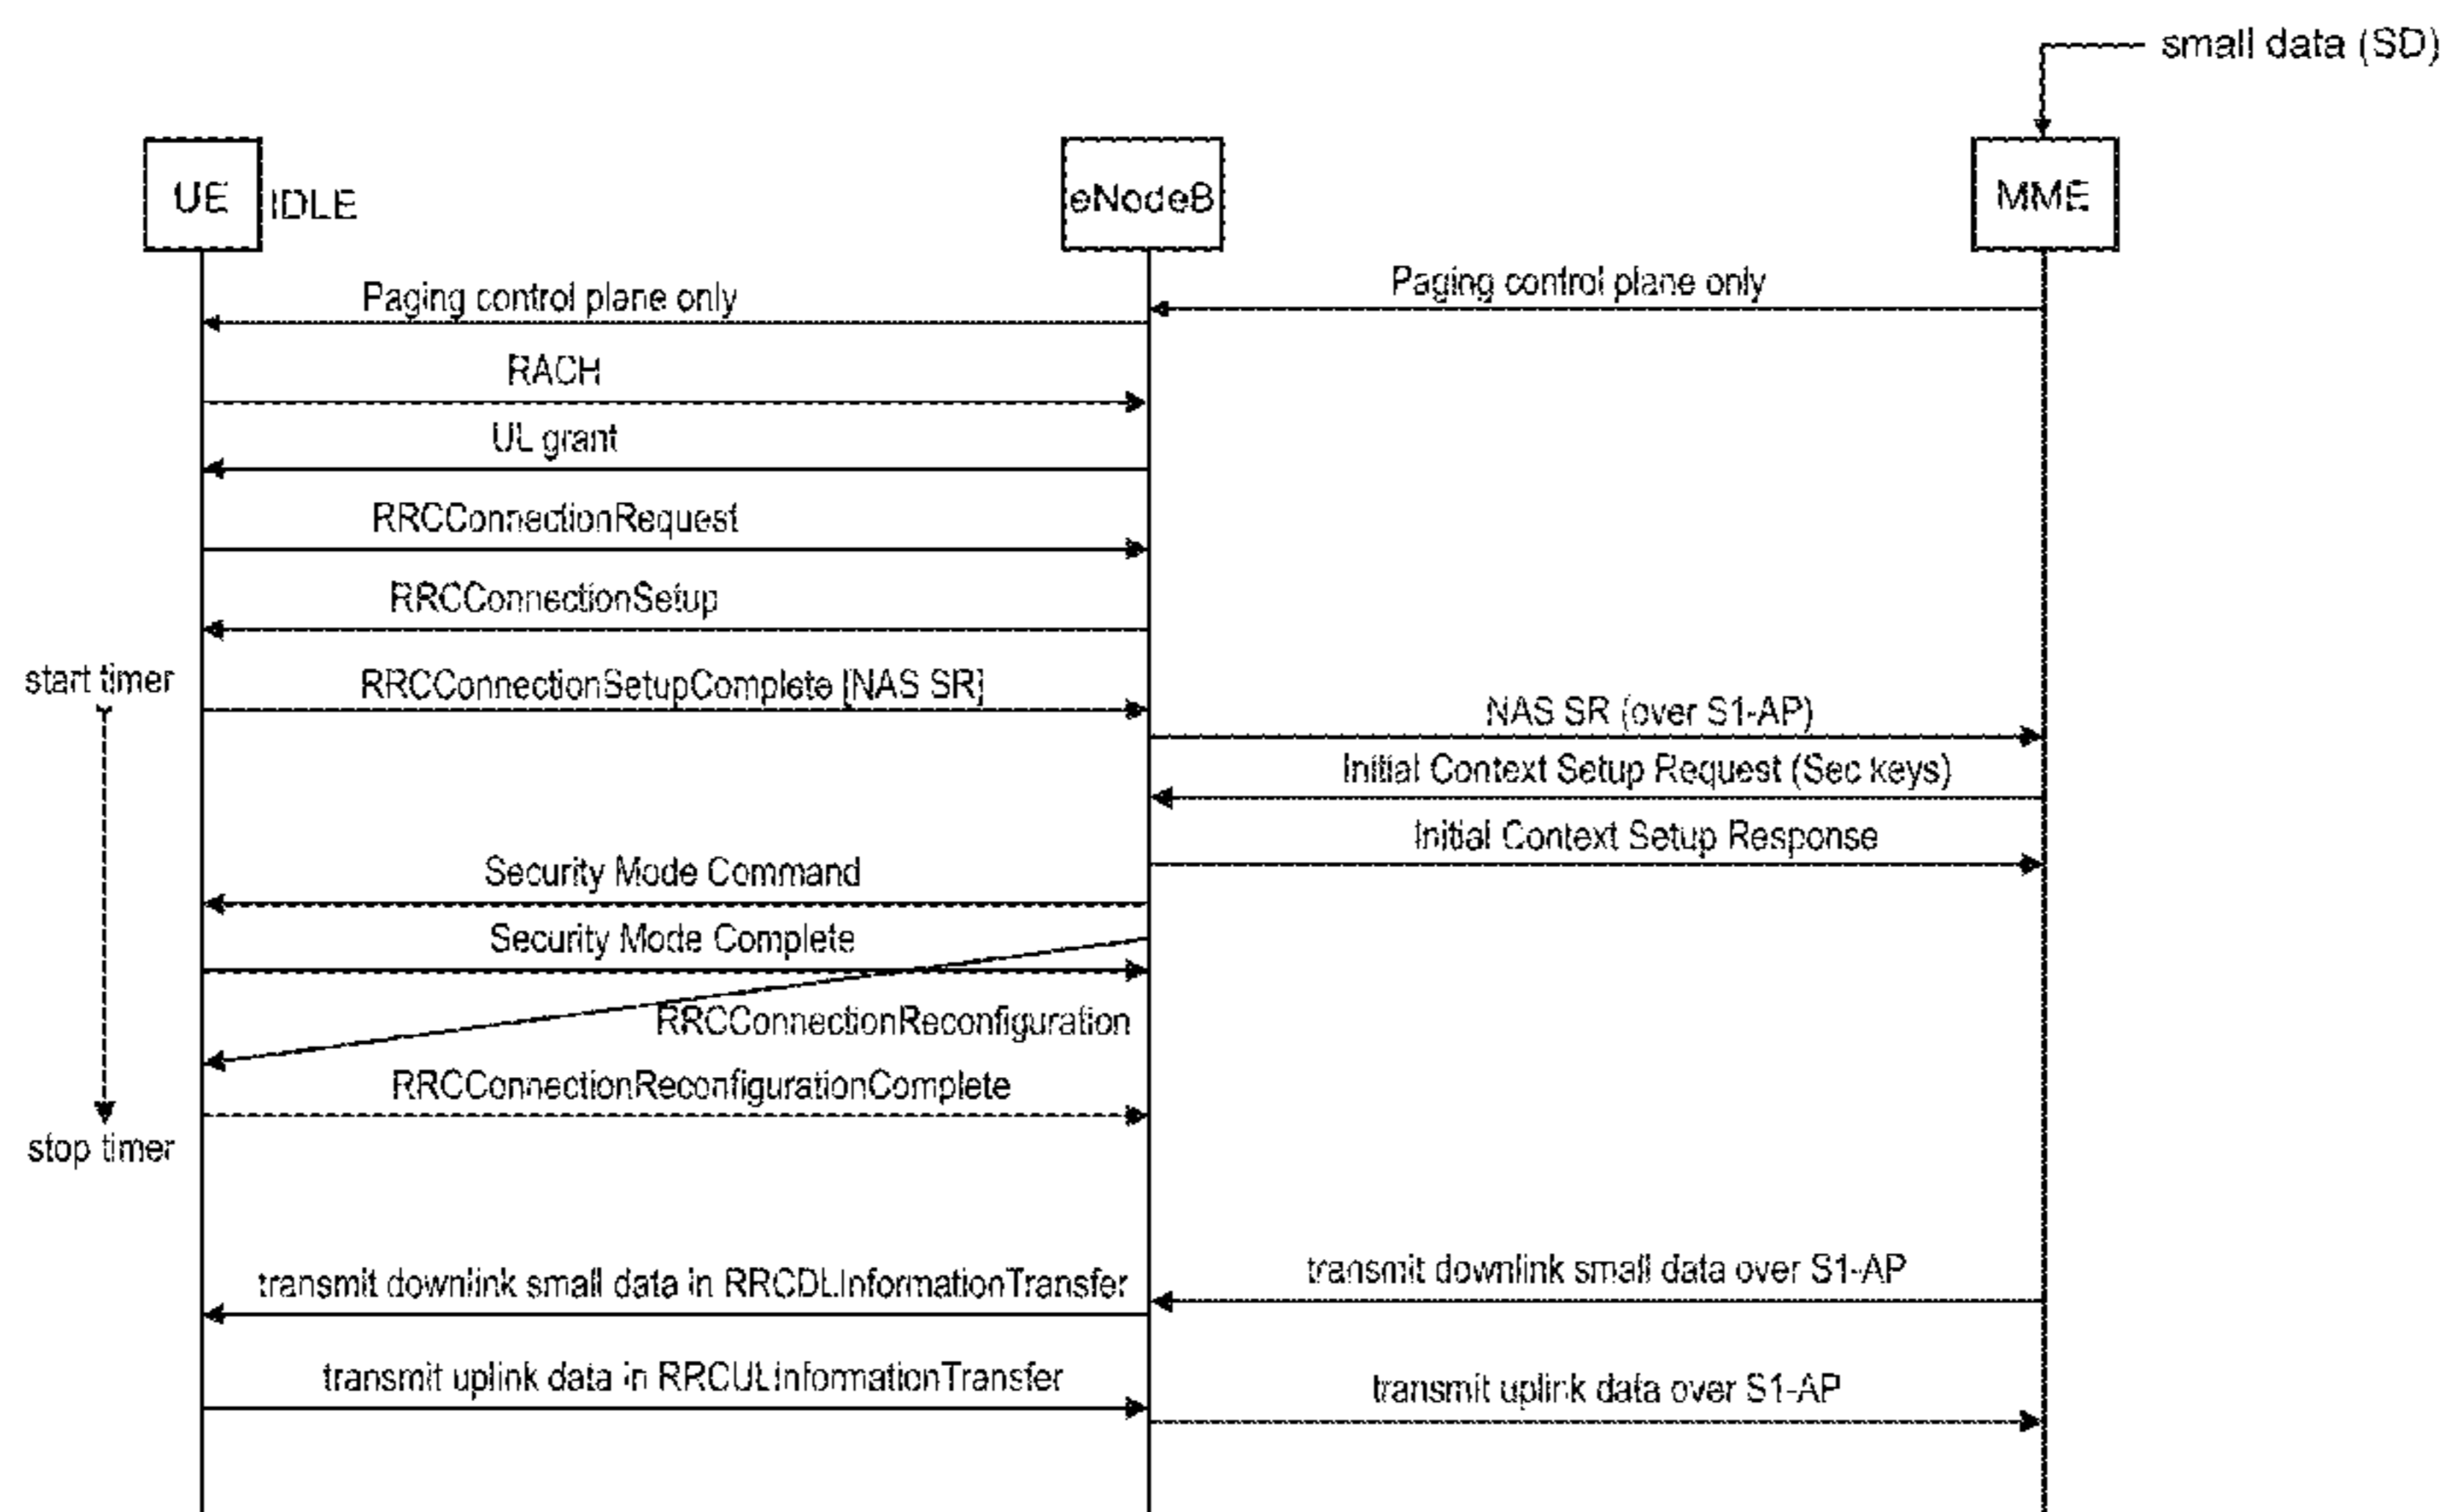 small data (SD)
UE
IDLE
eNodeB
MME
Paging control plane only
Paging control plane only
RACH
UL grant
RRCConnectionRequest
RRCConnectionSetup
start timer
RRCConnectionSetupComplete [NAS SR]
NAS SR (over S1-AP)
Initial Context Setup Request (Sec keys)
Initial Context Setup Response
Security Mode Command
Security Mode Complete
RRCConnectionReconfiguration
RRCConnectionReconfigurationComplete
stop timer
transmit downlink small data in RRCDLInformationTransfer
transmit downlink small data over S1-AP
transmit uplink data in RRCULInformationTransfer
transmit uplink data over S1-AP